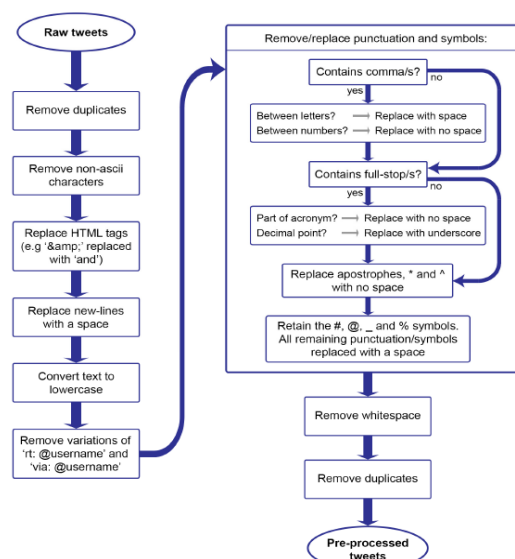 Raw tweets
Remove duplicates
Remove non-ascii
characters
Replace HTML tags
(e.g '&amp;' replaced
with 'and')
Replace new-lines
with a space
Convert text to
lowercase
Remove variations of
'rt: @username' and
'via: @username'
Remove/replace punctuation and symbols:
Contains comma/s?
no
yes
Between letters? → Replace with space
Between numbers? → Replace with no space
Contains full-stop/s?
no
yes
Part of acronym? → Replace with no space
Decimal point? → Replace with underscore
Replace apostrophes, * and ^
with no space
Retain the #, @, _ and % symbols.
All remaining punctuation/symbols
replaced with a space
Remove whitespace
Remove duplicates
Pre-processed
tweets